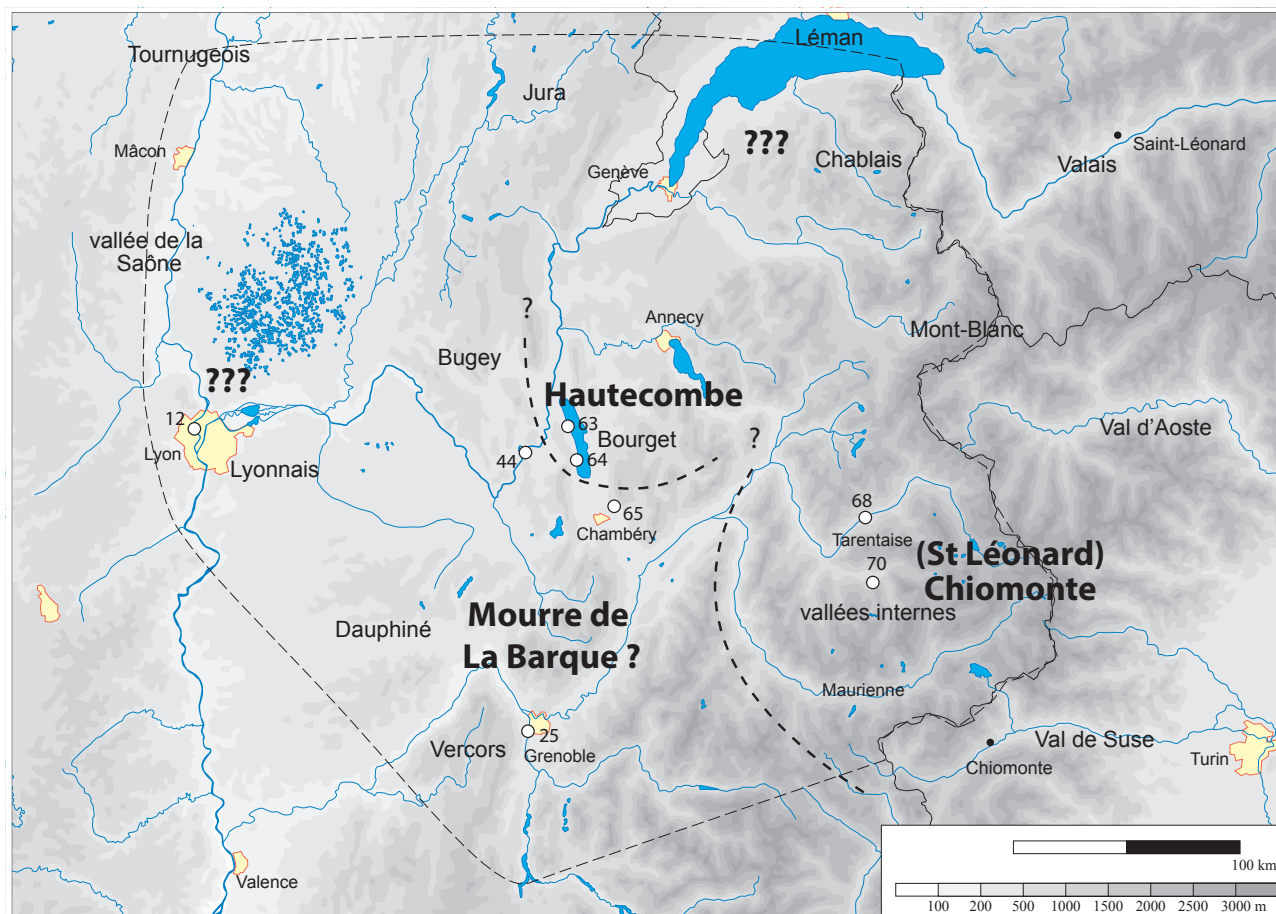 Léman
Tournugeois
Jura
???
Saint-Léonard
Mâcon
Chablais
Valais
Genève
vallée de la
Saône
?
Annecy
Mont-Blanc
Bugey
???
Hautecombe
12
63
Bourget
?
Val d'Aoste
Lyon
Lyonnais
44
64
68
65
Chambéry
Tarentaise
(St Léonard)
Chiomonte
70
vallées internes
Dauphiné
Mourre de
La Barque ?
Maurienne
25
Vercors
Grenoble
Val de Suse
Chiomonte
Turin
Valence
100 km
100 200 500 1000 1500 2000 2500 3000 m